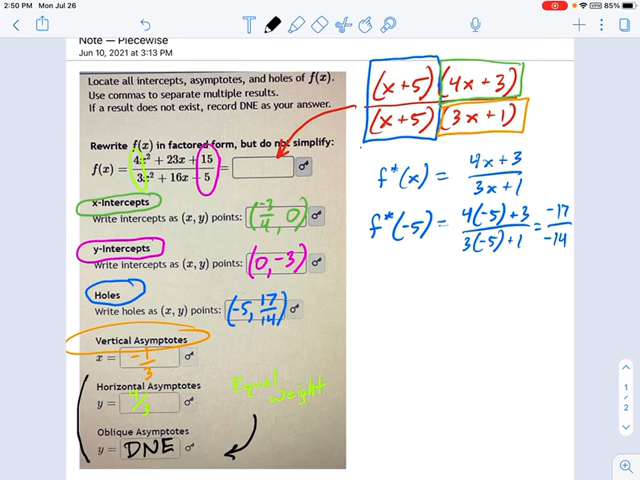 2:50 PM Mon Jul 26
85%
Note — Piecewise
Jun 10, 2021 at 3:13 PM
Locate all intercepts, asymptotes, and holes of f(x).
Use commas to separate multiple results.
If a result does not exist, record DNE as your answer.
Rewrite f(x) in factored form, but do not simplify:
f(x) = (4x² + 23x + 15)/(3x² + 16x + 5) =
x-Intercepts
Write intercepts as (x, y) points: (-3/4, 0)
y-Intercepts
Write intercepts as (x, y) points: (0, -3)
Holes
Write holes as (x, y) points: (-5, 17/14)
Vertical Asymptotes
x = -1/3
Horizontal Asymptotes
y = 4/3
Equal weight
Oblique Asymptotes
y = DNE
(x+5)(4x+3)
(x+5)(3x+1)
f*(x) = (4x+3)/(3x+1)
f*(-5) = (4(-5)+3)/(3(-5)+1) = -17/-14
1
2